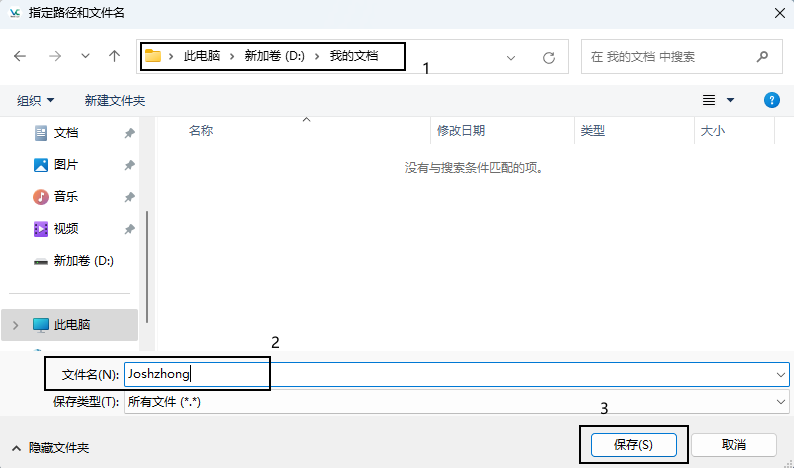 指定路径和文件名
此电脑 新加卷 (D:) 我的文档
1
在 我的文档 中搜索
组织 新建文件夹
?
文档
图片
音乐
视频
新加卷 (D:)
此电脑
名称 修改日期 类型 大小
没有与搜索条件匹配的项。
2
文件名(N): Joshzhong
保存类型(T): 所有文件 (*.*)
3
隐藏文件夹
保存(S) 取消